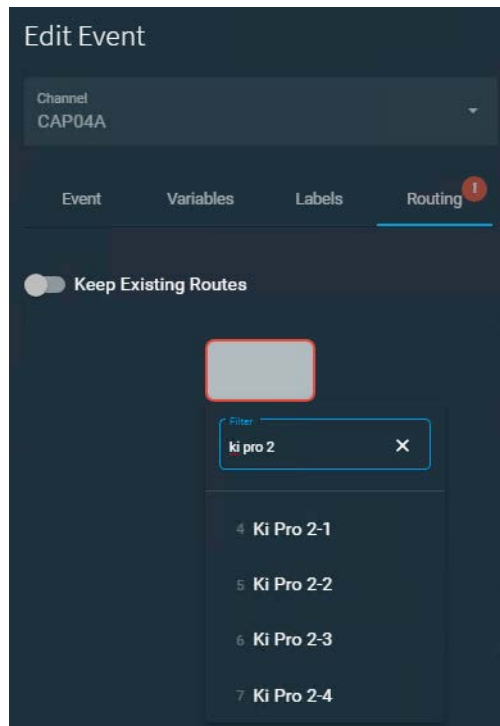 Edit Event
Channel
CAP04A
Event Variables Labels Routing 1
Keep Existing Routes
Filter
ki pro 2
4 Ki Pro 2-1
5 Ki Pro 2-2
6 Ki Pro 2-3
7 Ki Pro 2-4